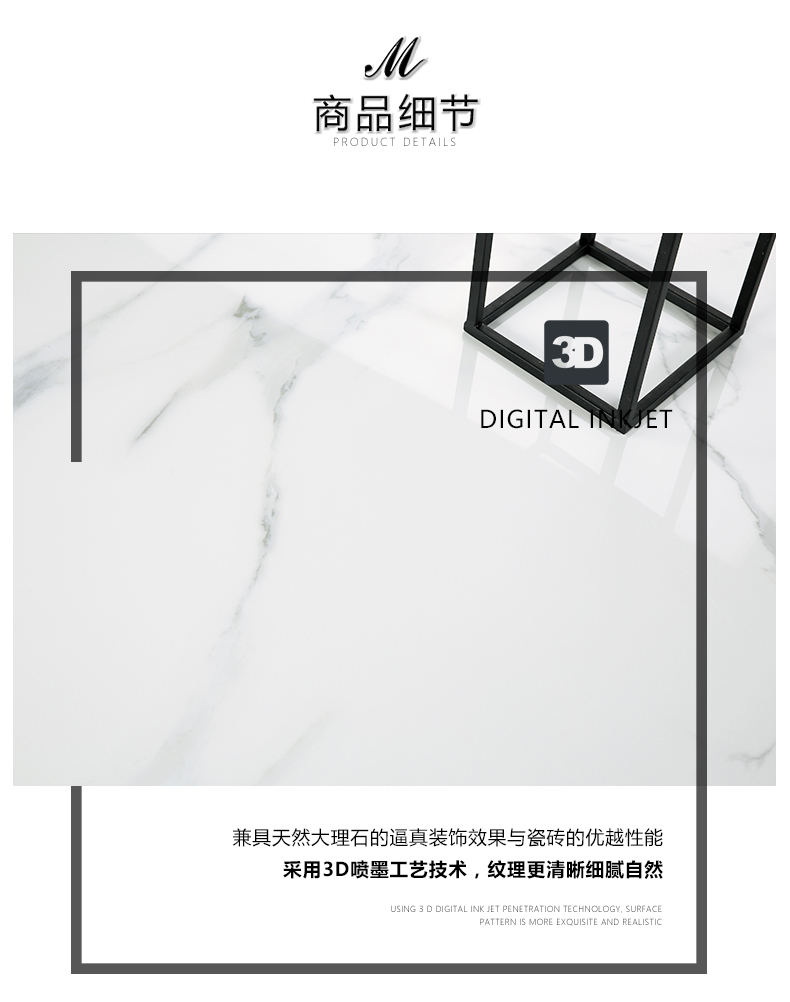 M
商品细节
PRODUCT DETAILS
3D
DIGITAL INKJET
兼具天然大理石的逼真装饰效果与瓷砖的优越性能
采用3D喷墨工艺技术，纹理更清晰细腻自然
USING 3 D DIGITAL INK JET PENETRATION TECHNOLOGY, SURFACE
PATTERN IS MORE EXQUISITE AND REALISTIC